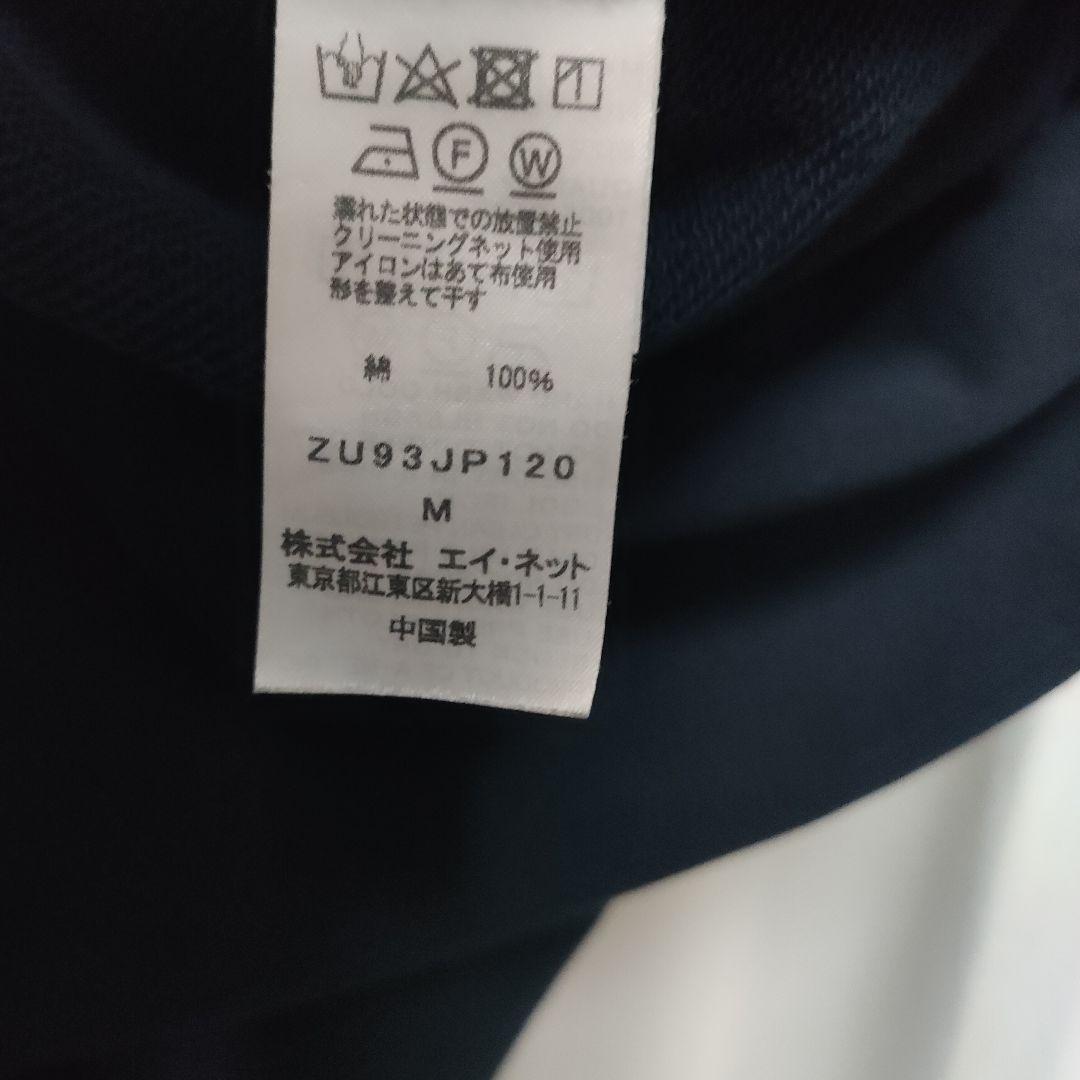 F W
濡れた状態での放置禁止
クリーニングネット使用
アイロンはあて布使用
形を整えて干す
綿 100%
ZU93JP120
M
株式会社 エイ・ネット
東京都江東区新大橋1-1-11
中国製